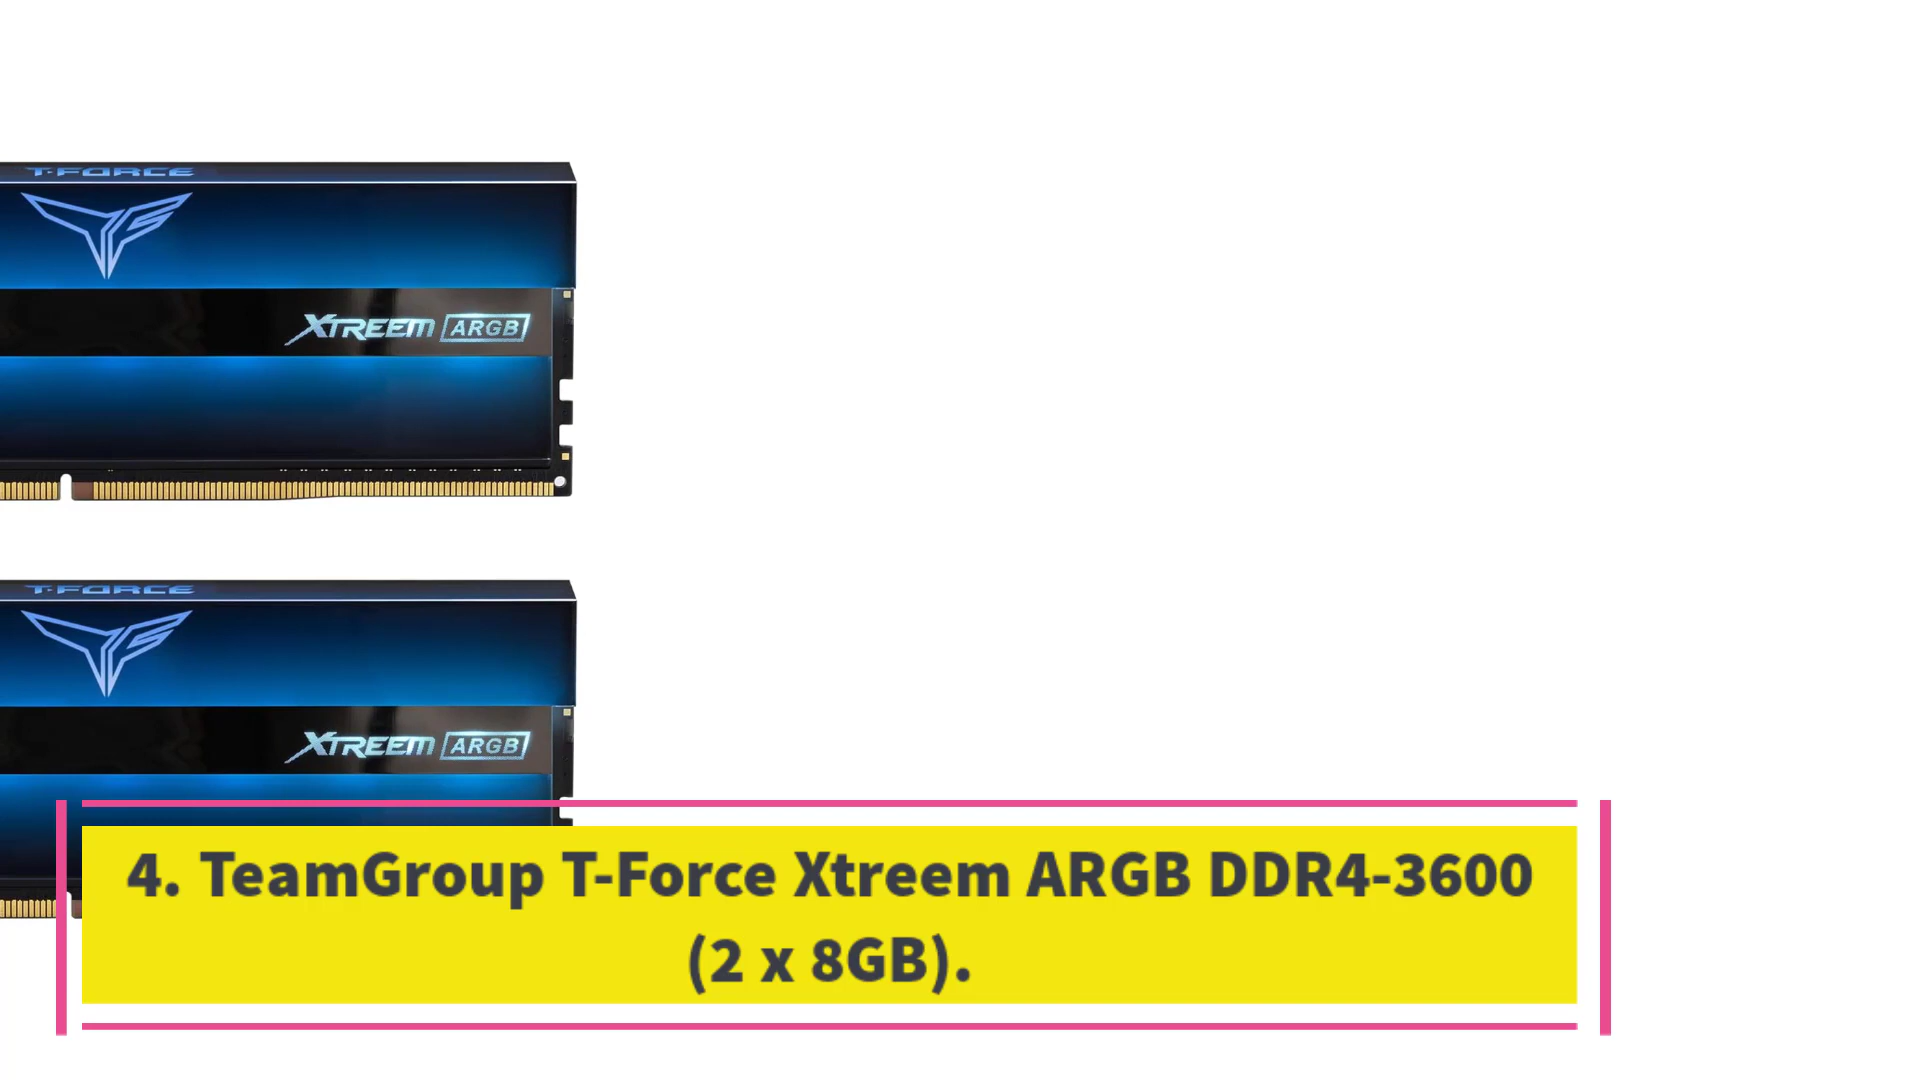 T-FORCE
XTREEM ARGB
T-FORCE
XTREEM ARGB
4. TeamGroup T-Force Xtreem ARGB DDR4-3600
(2 x 8GB).